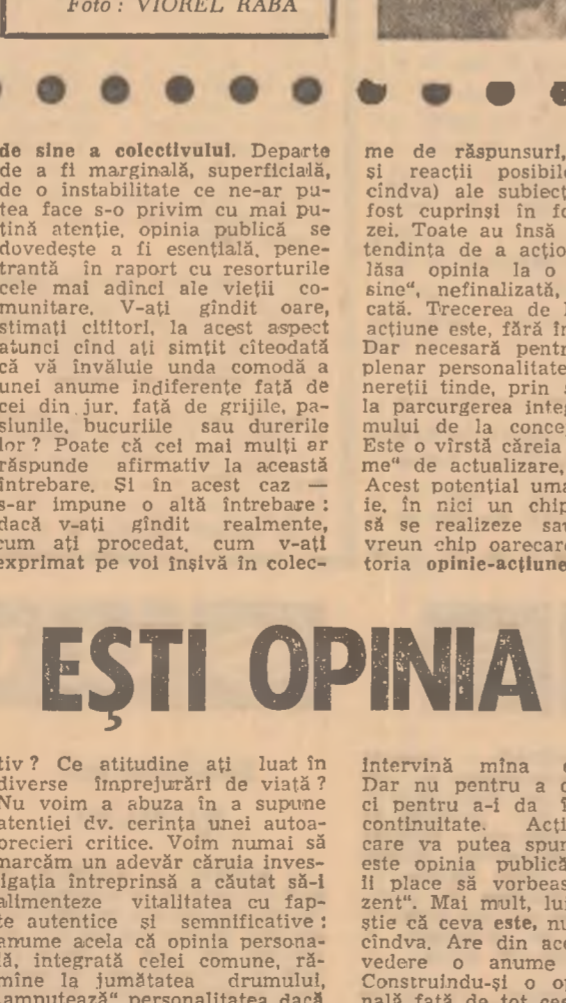 Foto : VIOREL RABA
de sine a colectivului. Departe
de a fi marginală, superficială,
de o instabilitate ce ne-ar pu-
tea face s-o privim cu mai pu-
țină atenție, opinia publică se
dovedește a fi esențială, pene-
trantă în raport cu resorturile
cele mai adînci ale vieții co-
munitare. V-ați gîndit oare,
stimați cititori, la acest aspect
atunci cînd ați simțit cîteodată
că vă învăluie unda comodă a
unei anume indiferențe față de
cei din jur, față de grijile, pa-
siunile, bucuriile sau durerile
lor ? Poate că cei mai mulți ar
răspunde afirmativ la această
întrebare. Și în acest caz —
s-ar impune o altă întrebare :
dacă v-ați gîndit realmente,
cum ați procedat, cum v-ați
exprimat pe voi înșivă în colec-
me de răspunsuri,
și reacții posibile
cîndva) ale subiect
fost cuprinși în fo
zei. Toate au însă
tendința de a acțio
lăsa opinia la o
sine“, nefinalizată,
cată. Trecerea de l
acțiune este, fără în
Dar necesară pentr
plenar personalitate
nereții tinde, prin
la parcurgerea integ
mului de la conce
Este o vîrstă căreia
me“ de actualizare,
Acest potențial uma
ie, în nici un chip
să se realizeze sau
vreun chip oarecare
toria opinie-acțiune
EȘTI OPINIA
tiv ? Ce atitudine ați luat în
diverse împrejurări de viață ?
Nu voim a abuza în a supune
atenției dv. cerința unei autoa-
precieri critice. Voim numai să
marcăm un adevăr căruia inves-
igația întreprinsă a căutat să-i
alimenteze vitalitatea cu fap-
te autentice și semnificative :
anume acela că opinia persona-
lă, integrată celei comune, ră-
mîne la jumătatea drumului,
„amputează“ personalitatea dacă
intervină mîna
Dar nu pentru a
ci pentru a-i da
continuitate. Acți
care va putea spun
este opinia publică
îi place să vorbeas
zent“. Mai mult, lui
știe că ceva este, nu
cîndva. Are din ace
vedere o anume
Construindu-și o o
nală față de tot cee